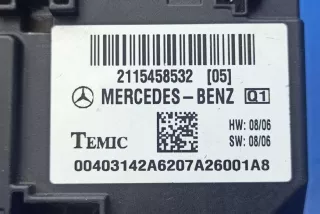 2115458532 [05]
MERCEDES-BENZ Q1
HW: 08/06
TEMIC SW: 08/06
00403142A6207A26001A8